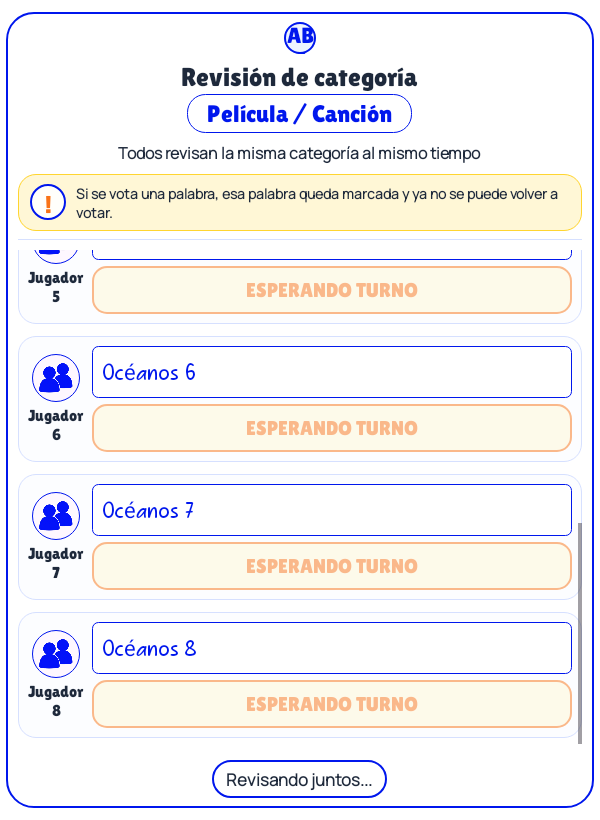 AB
Revisión de categoría
Película / Canción
Todos revisan la misma categoría al mismo tiempo
! Si se vota una palabra, esa palabra queda marcada y ya no se puede volver a
votar.
Jugador
5
ESPERANDO TURNO
Océanos 6
Jugador
6
ESPERANDO TURNO
Océanos 7
Jugador
7
ESPERANDO TURNO
Océanos 8
Jugador
8
ESPERANDO TURNO
Revisando juntos...